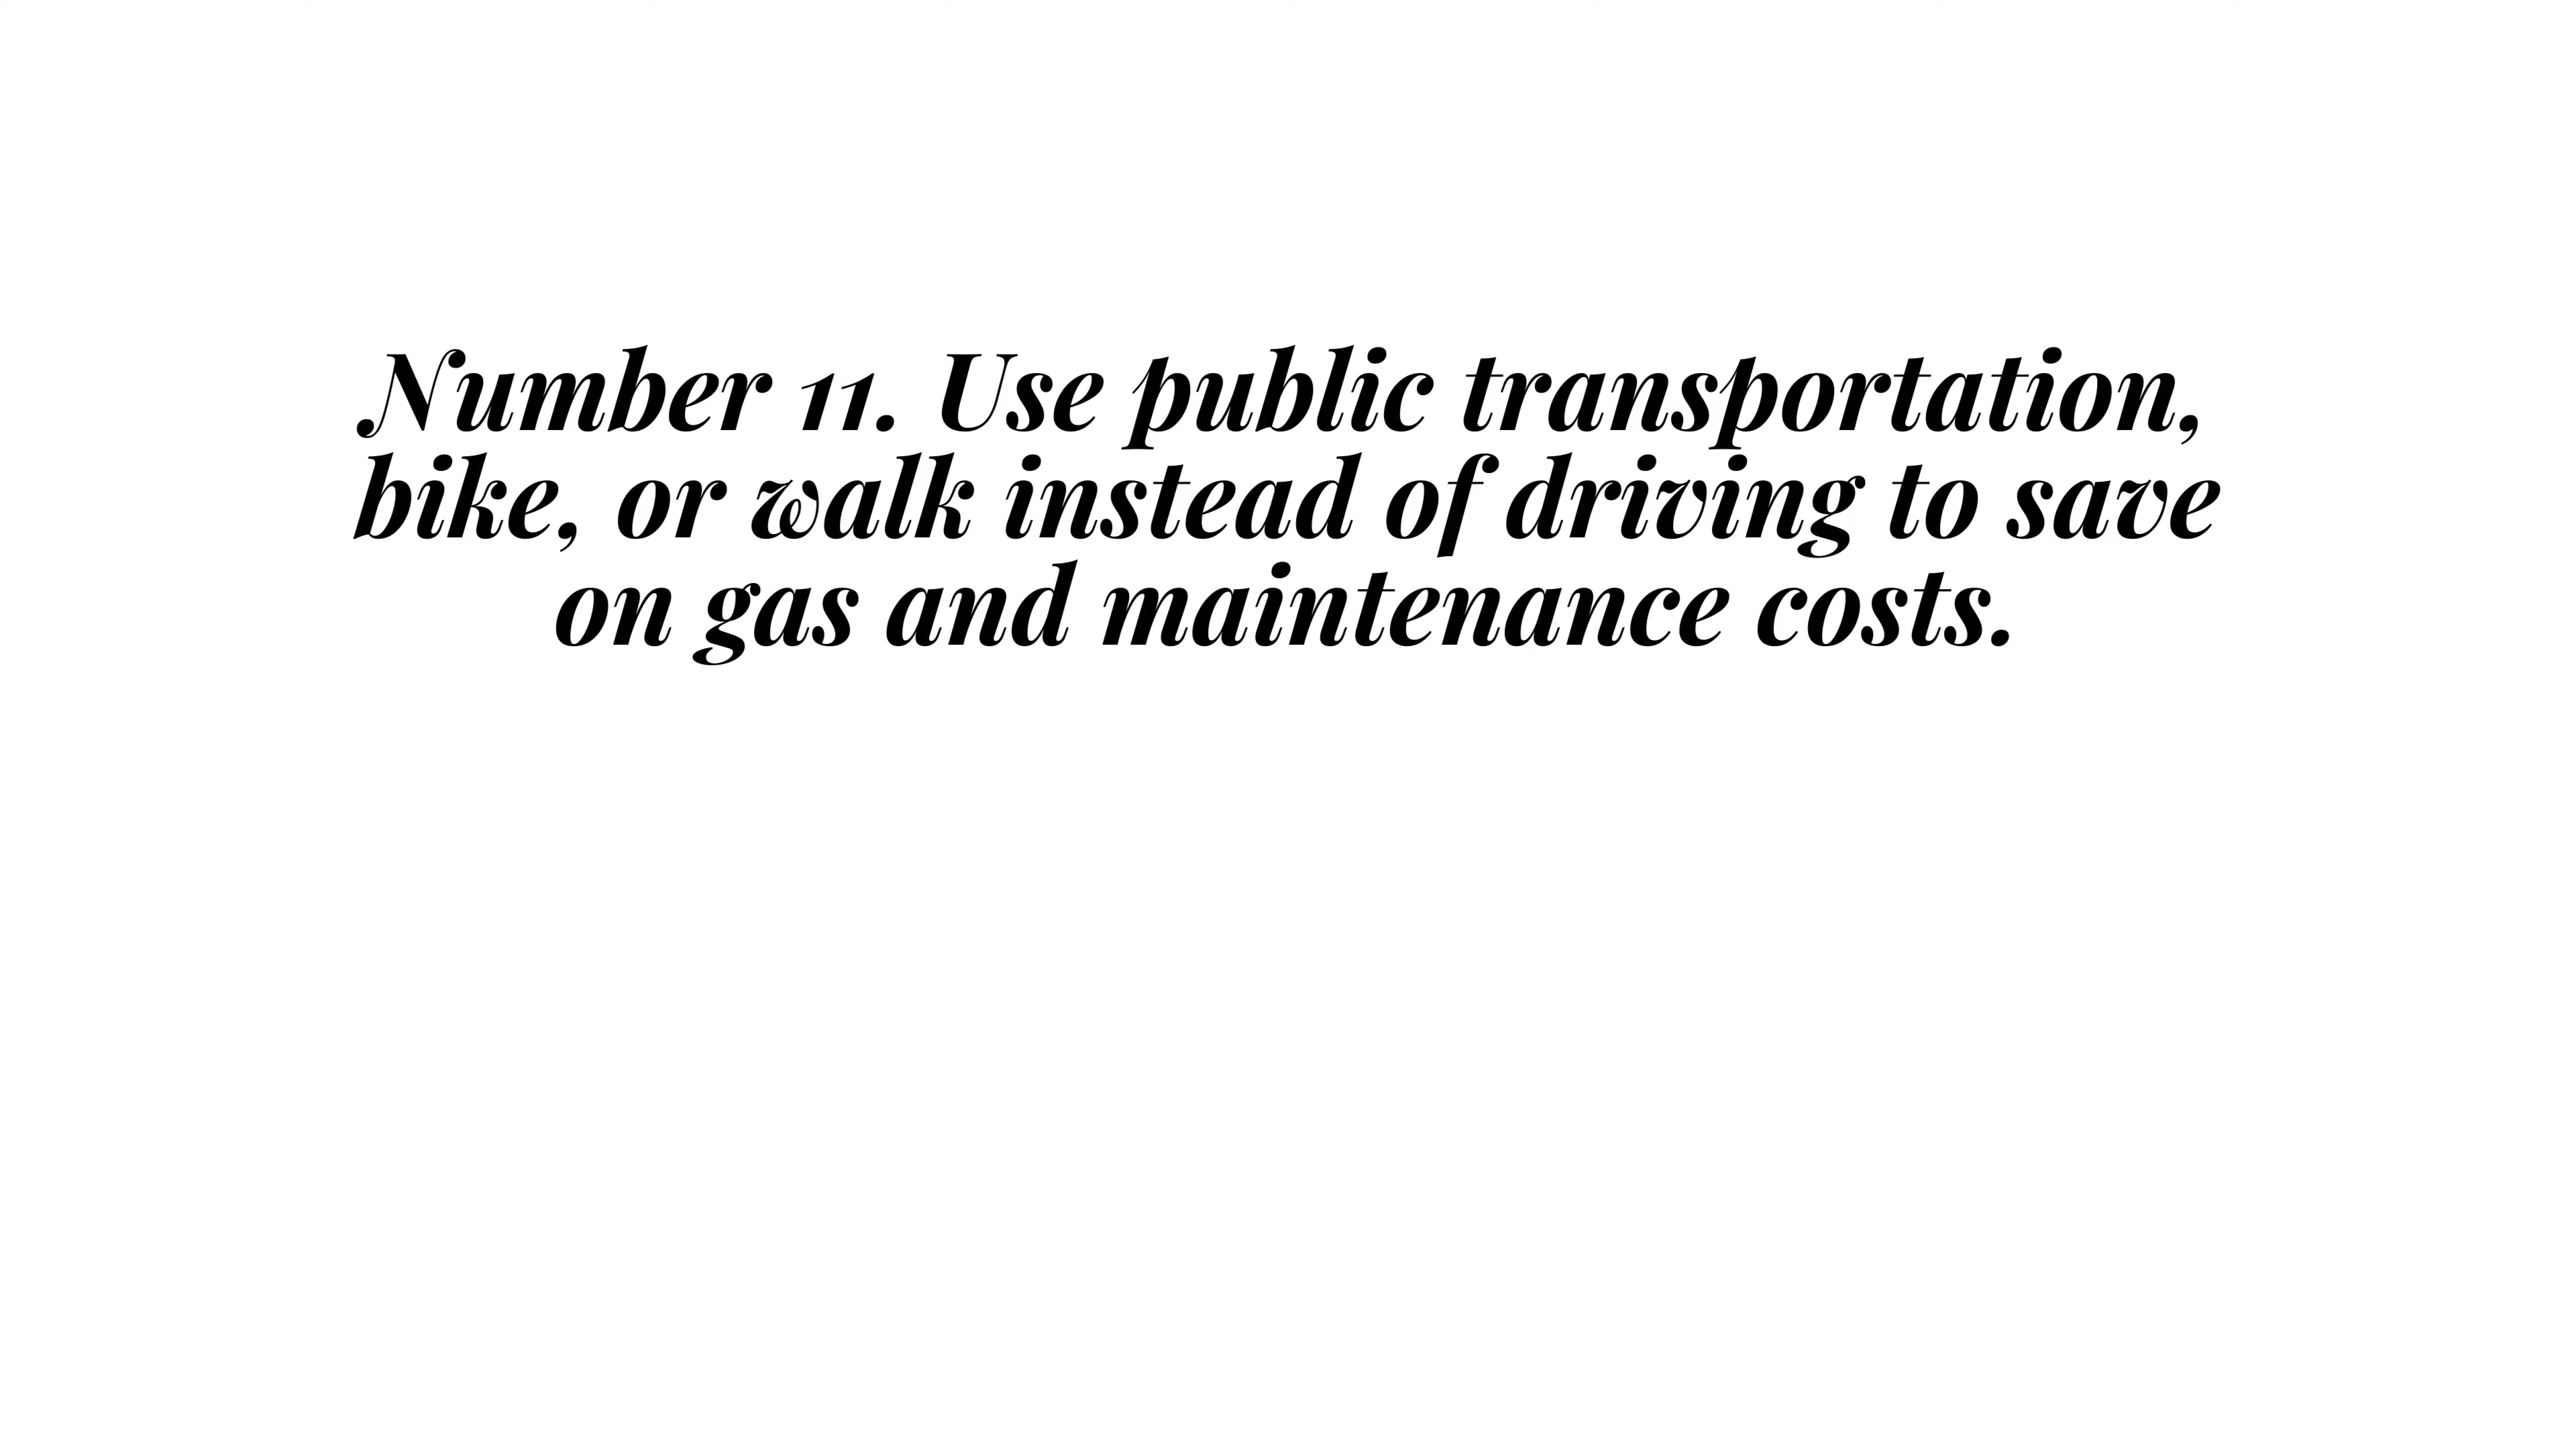 Number 11. Use public transportation,
bike, or walk instead of driving to save
on gas and maintenance costs.